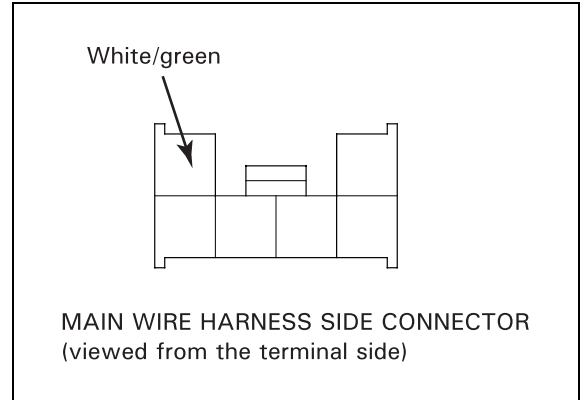 White/green
MAIN WIRE HARNESS SIDE CONNECTOR
(viewed from the terminal side)